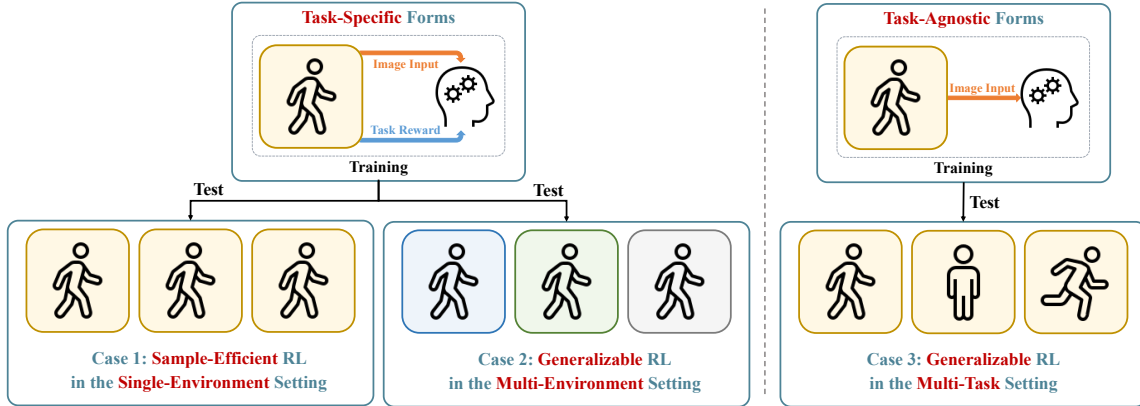 Task-Specific Forms
Image Input
Task Reward
Training
Test
Test
Case 1: Sample-Efficient RL
in the Single-Environment Setting
Case 2: Generalizable RL
in the Multi-Environment Setting
Task-Agnostic Forms
Image Input
Training
Test
Case 3: Generalizable RL
in the Multi-Task Setting